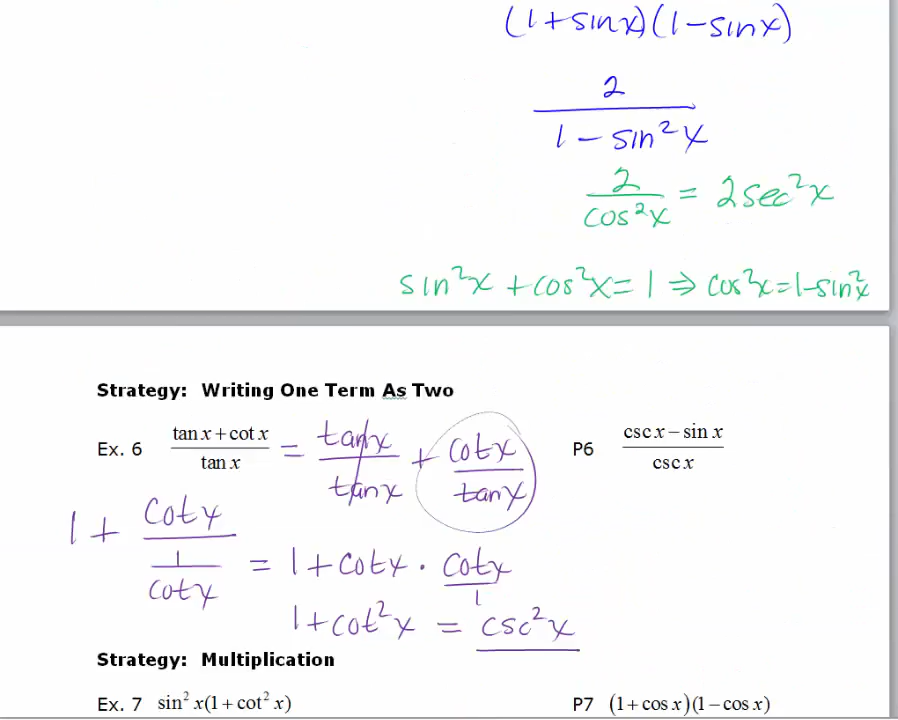 (1+sinx)(1-sinx)
2
1-sin²x
2/cos²x = 2sec²x
sin²x+cos²x=1⇒cos²x=1-sin²x
Strategy: Writing One Term As Two
Ex. 6 (tan x + cot x)/(tan x) = tanx/tanx + cotx/tanx P6 (csc x − sin x)/(csc x)
1+ cotx/(1/cotx) = 1+cotx · cotx/1
1+cot²x = csc²x
Strategy: Multiplication
Ex. 7 sin² x(1+cot² x) P7 (1+cos x)(1−cos x)